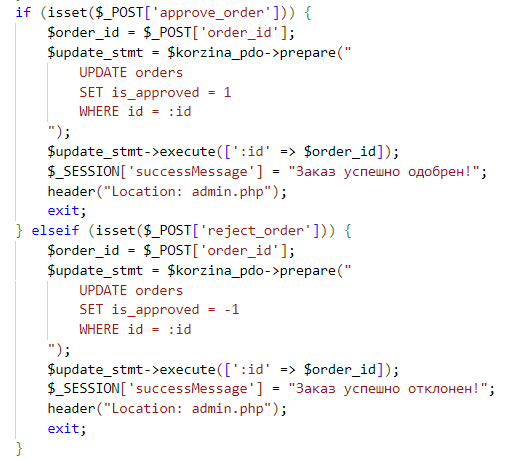 if (isset($_POST['approve_order'])) {
    $order_id = $_POST['order_id'];
    $update_stmt = $korzina_pdo->prepare("
        UPDATE orders
        SET is_approved = 1
        WHERE id = :id
    ");
    $update_stmt->execute([':id' => $order_id]);
    $_SESSION['successMessage'] = "Заказ успешно одобрен!";
    header("Location: admin.php");
    exit;
} elseif (isset($_POST['reject_order'])) {
    $order_id = $_POST['order_id'];
    $update_stmt = $korzina_pdo->prepare("
        UPDATE orders
        SET is_approved = -1
        WHERE id = :id
    ");
    $update_stmt->execute([':id' => $order_id]);
    $_SESSION['successMessage'] = "Заказ успешно отклонен!";
    header("Location: admin.php");
    exit;
}